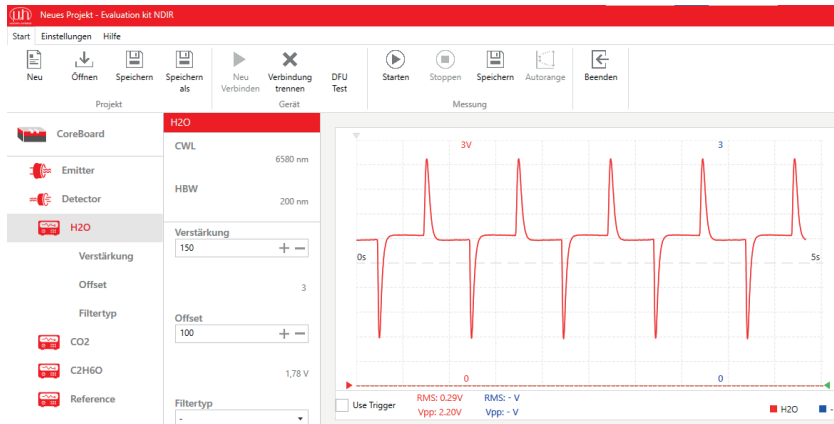 Neues Projekt - Evaluation kit NDIR
Start Einstellungen Hilfe
Neu Öffnen Speichern Speichern als Neu Verbinden Verbindung trennen DFU Test Starten Stoppen Speichern Autorange Beenden
Projekt Gerät Messung
CoreBoard
Emitter
Detector
H2O
Verstärkung
Offset
Filtertyp
CO2
C2H6O
Reference
H2O
CWL
6580 nm
HBW
200 nm
Verstärkung
150
3
Offset
100
1,78 V
Filtertyp
-
3V 3
0s 5s
0 0
Use Trigger
RMS: 0.29V RMS: - V
Vpp: 2.20V Vpp: - V
H2O -